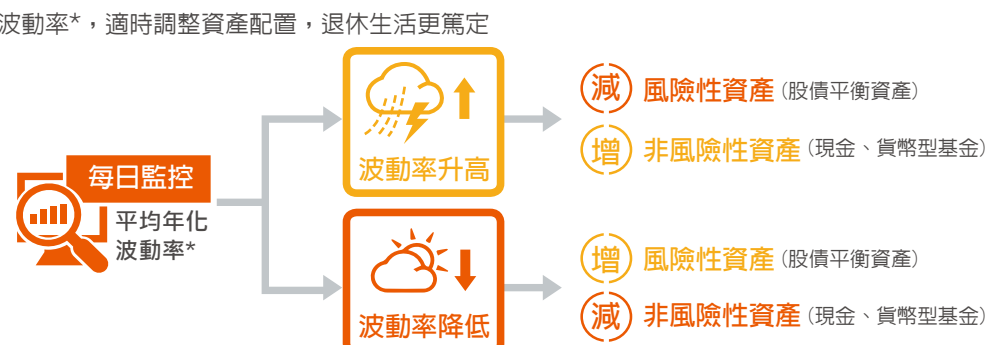 波動率*,適時調整資產配置,退休生活更篤定
每日監控
平均年化
波動率*
波動率升高
減 風險性資產(股債平衡資產)
增 非風險性資產(現金、貨幣型基金)
波動率降低
增 風險性資產(股債平衡資產)
減 非風險性資產(現金、貨幣型基金)